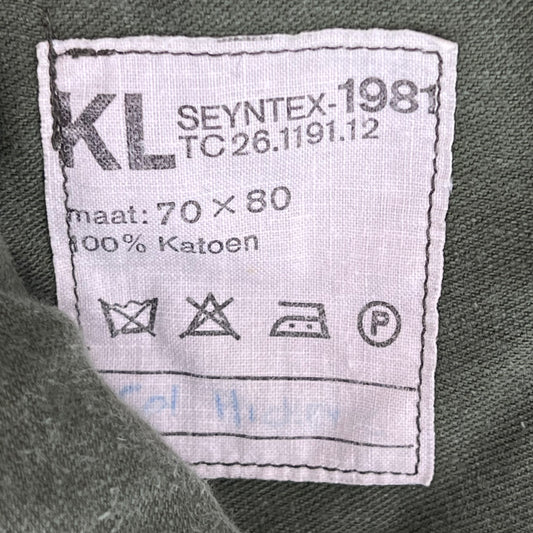 KL SEYNTEX-1981
TC 26.1191.12
maat: 70 × 80
100% Katoen
P